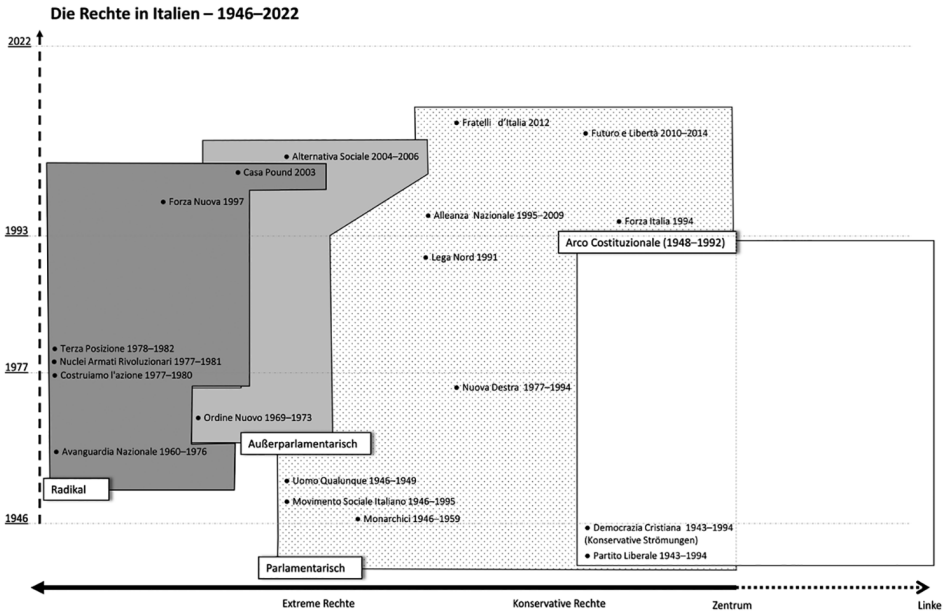 Die Rechte in Italien – 1946–2022
2022
Fratelli d'Italia 2012
Futuro e Libertà 2010–2014
Alternativa Sociale 2004–2006
Casa Pound 2003
Forza Nuova 1997
Alleanza Nazionale 1995–2009
Forza Italia 1994
1993
Arco Costituzionale (1948–1992)
Lega Nord 1991
Terza Posizione 1978–1982
Nuclei Armati Rivoluzionari 1977–1981
1977
Costruiamo l'azione 1977–1980
Nuova Destra 1977–1994
Ordine Nuovo 1969–1973
Außerparlamentarisch
Avanguardia Nazionale 1960–1976
Radikal
Uomo Qualunque 1946–1949
Movimento Sociale Italiano 1946–1995
Monarchici 1946–1959
1946
Democrazia Cristiana 1943–1994
(Konservative Strömungen)
Partito Liberale 1943–1994
Parlamentarisch
Extreme Rechte
Konservative Rechte
Zentrum
Linke